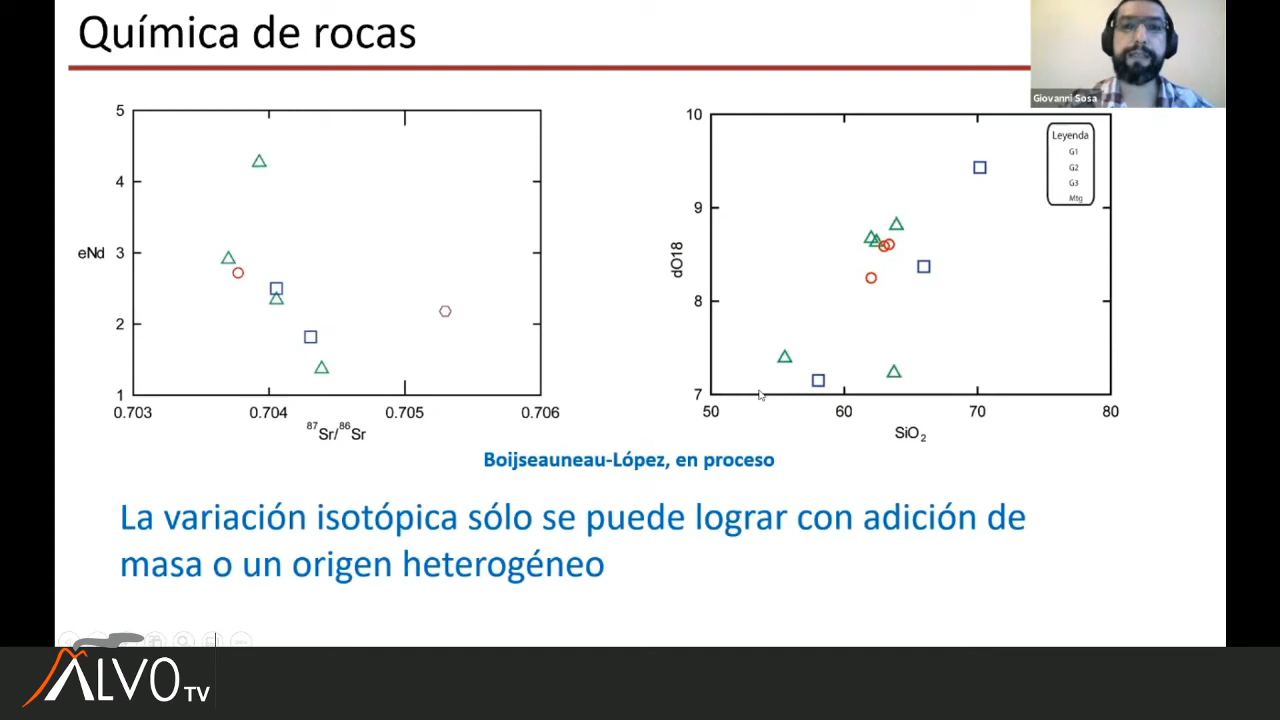 Química de rocas
Giovanni Sosa
5
4
eNd
3
2
1
0.703
0.704
0.705
0.706
87Sr/86Sr
10
Leyenda
G1
G2
G3
Mtg
9
dO18
8
7
50
60
70
80
SiO2
Boijseauneau-López, en proceso
La variación isotópica sólo se puede lograr con adición de
masa o un origen heterogéneo
ALVO TV